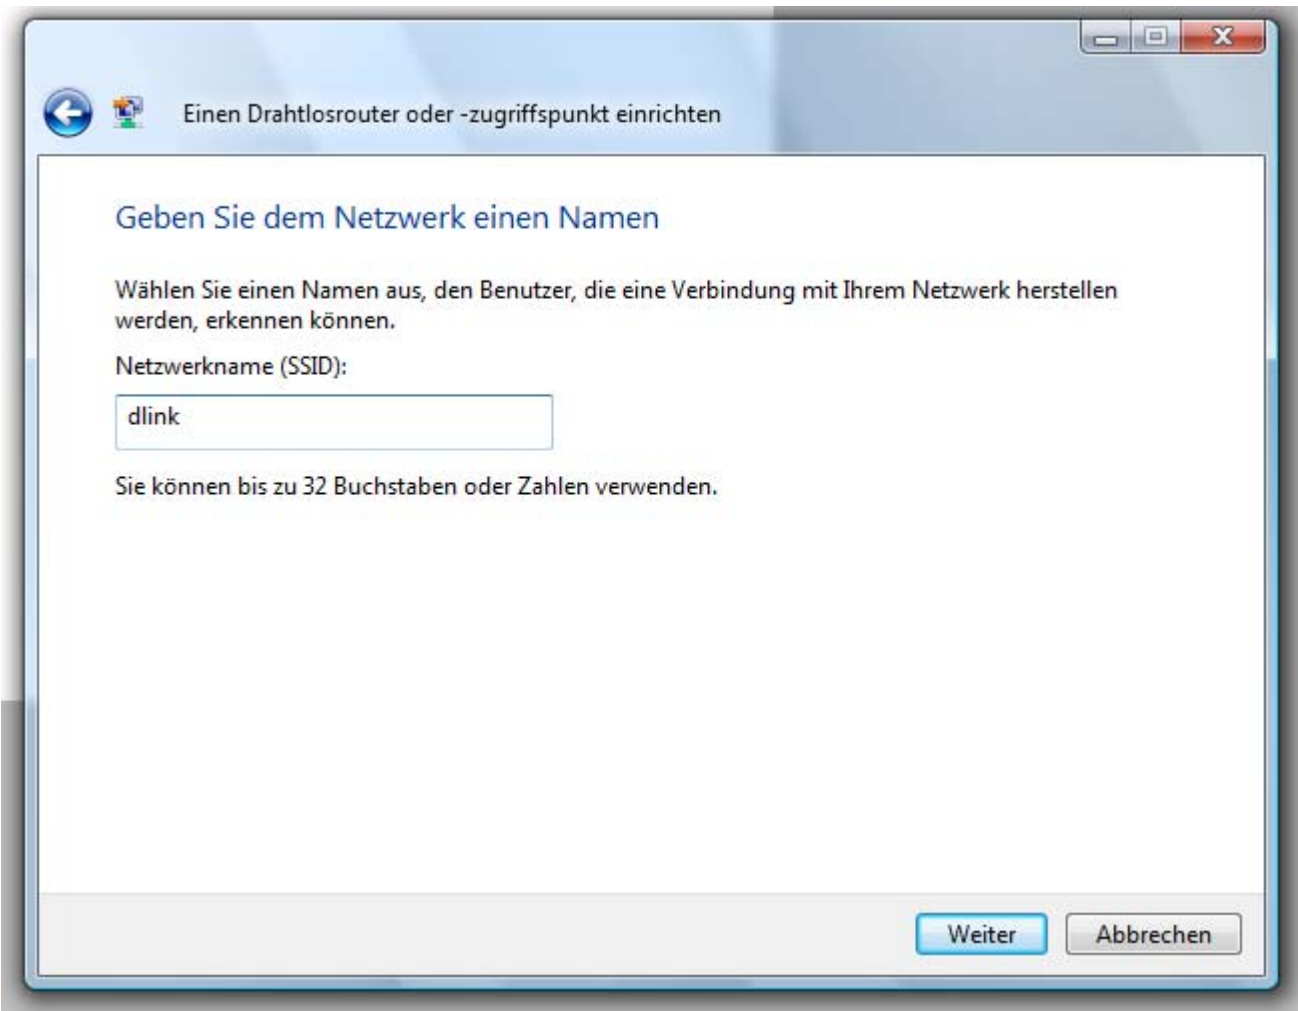 Einen Drahtlosrouter oder -zugriffspunkt einrichten
Geben Sie dem Netzwerk einen Namen
Wählen Sie einen Namen aus, den Benutzer, die eine Verbindung mit Ihrem Netzwerk herstellen
werden, erkennen können.
Netzwerkname (SSID):
dlink
Sie können bis zu 32 Buchstaben oder Zahlen verwenden.
Weiter
Abbrechen